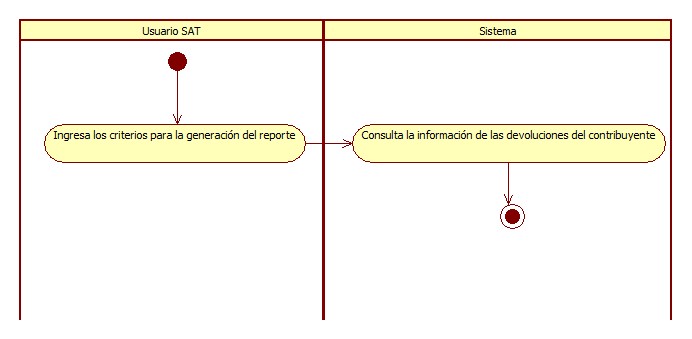 Usuario SAT
Sistema
Ingresa los criterios para la generación del reporte
Consulta la información de las devoluciones del contribuyente